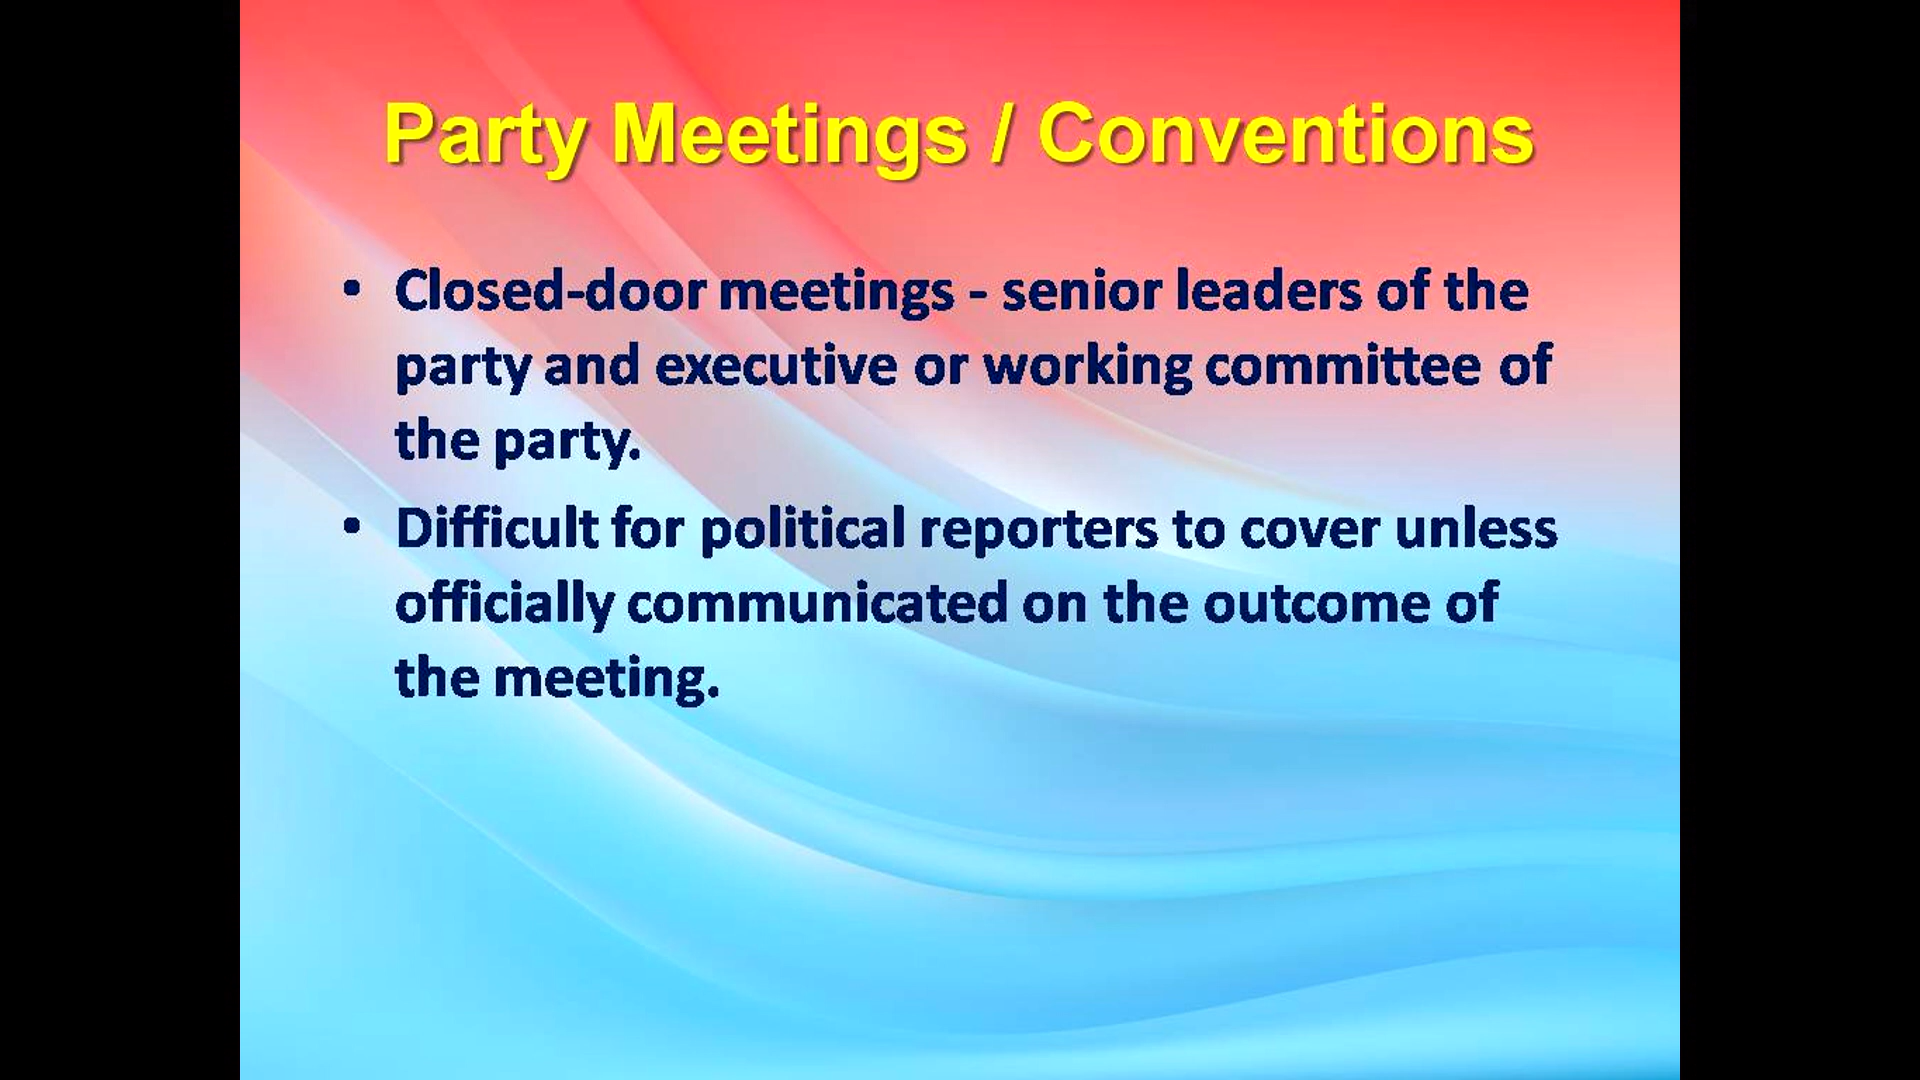 Party Meetings / Conventions
• Closed-door meetings - senior leaders of the
party and executive or working committee of
the party.
• Difficult for political reporters to cover unless
officially communicated on the outcome of
the meeting.